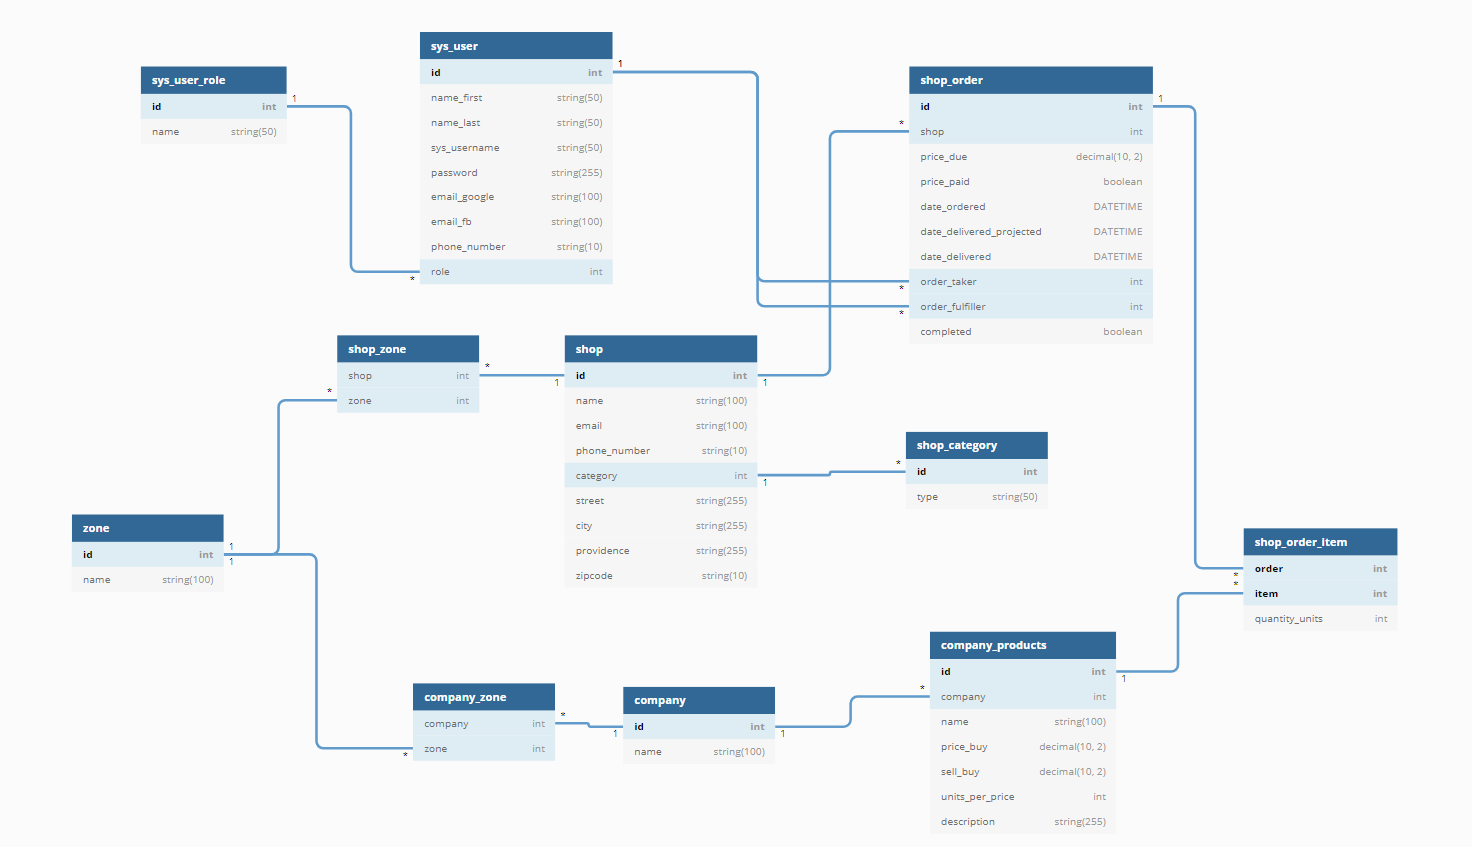 sys_user_role
id int
name string(50)
1
sys_user
id int
name_first string(50)
name_last string(50)
sys_username string(50)
password string(255)
email_google string(100)
email_fb string(100)
phone_number string(10)
role int
1
*
shop_order
id int
shop int
price_due decimal(10, 2)
price_paid boolean
date_ordered DATETIME
date_delivered_projected DATETIME
date_delivered DATETIME
order_taker int
order_fulfiller int
completed boolean
1
*
*
*
shop_zone
shop int
zone int
*
*
shop
id int
name string(100)
email string(100)
phone_number string(10)
category int
street string(255)
city string(255)
providence string(255)
zipcode string(10)
1
1
1
shop_category
id int
type string(50)
*
zone
id int
name string(100)
1
1
shop_order_item
order int
item int
quantity_units int
*
*
company_zone
company int
zone int
*
*
company
id int
name string(100)
1
1
company_products
id int
company int
name string(100)
price_buy decimal(10, 2)
sell_buy decimal(10, 2)
units_per_price int
description string(255)
*
1